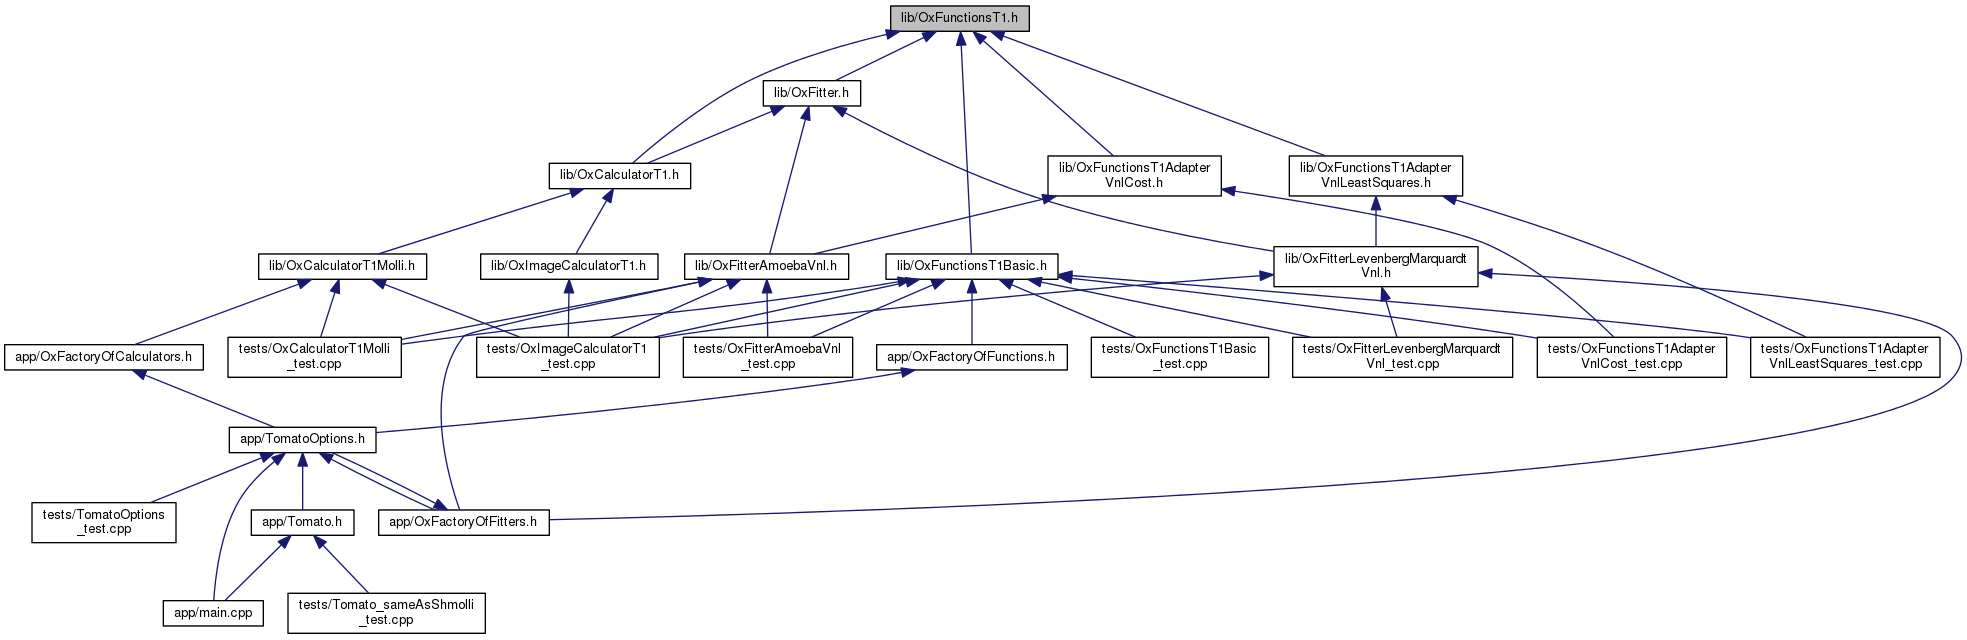 lib/OxFunctionsT1.h
lib/OxFitter.h
lib/OxCalculatorT1.h
lib/OxFunctionsT1Adapter
VnlCost.h
lib/OxFunctionsT1Adapter
VnlLeastSquares.h
lib/OxCalculatorT1Molli.h
lib/OxImageCalculatorT1.h
lib/OxFitterAmoebaVnl.h
lib/OxFunctionsT1Basic.h
lib/OxFitterLevenbergMarquardt
Vnl.h
app/OxFactoryOfCalculators.h
tests/OxCalculatorT1Molli
_test.cpp
tests/OxImageCalculatorT1
_test.cpp
tests/OxFitterAmoebaVnl
_test.cpp
app/OxFactoryOfFunctions.h
tests/OxFunctionsT1Basic
_test.cpp
tests/OxFitterLevenbergMarquardt
Vnl_test.cpp
tests/OxFunctionsT1Adapter
VnlCost_test.cpp
tests/OxFunctionsT1Adapter
VnlLeastSquares_test.cpp
app/TomatoOptions.h
tests/TomatoOptions
_test.cpp
app/Tomato.h
app/OxFactoryOfFitters.h
app/main.cpp
tests/Tomato_sameAsShmolli
_test.cpp